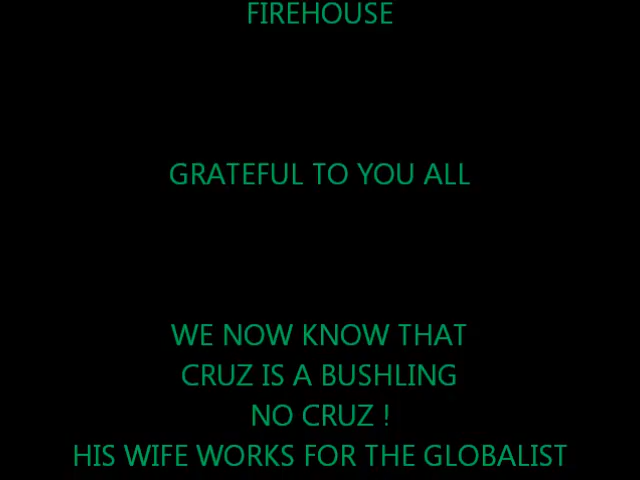 FIREHOUSE
GRATEFUL TO YOU ALL
WE NOW KNOW THAT
CRUZ IS A BUSHLING
NO CRUZ !
HIS WIFE WORKS FOR THE GLOBALIST